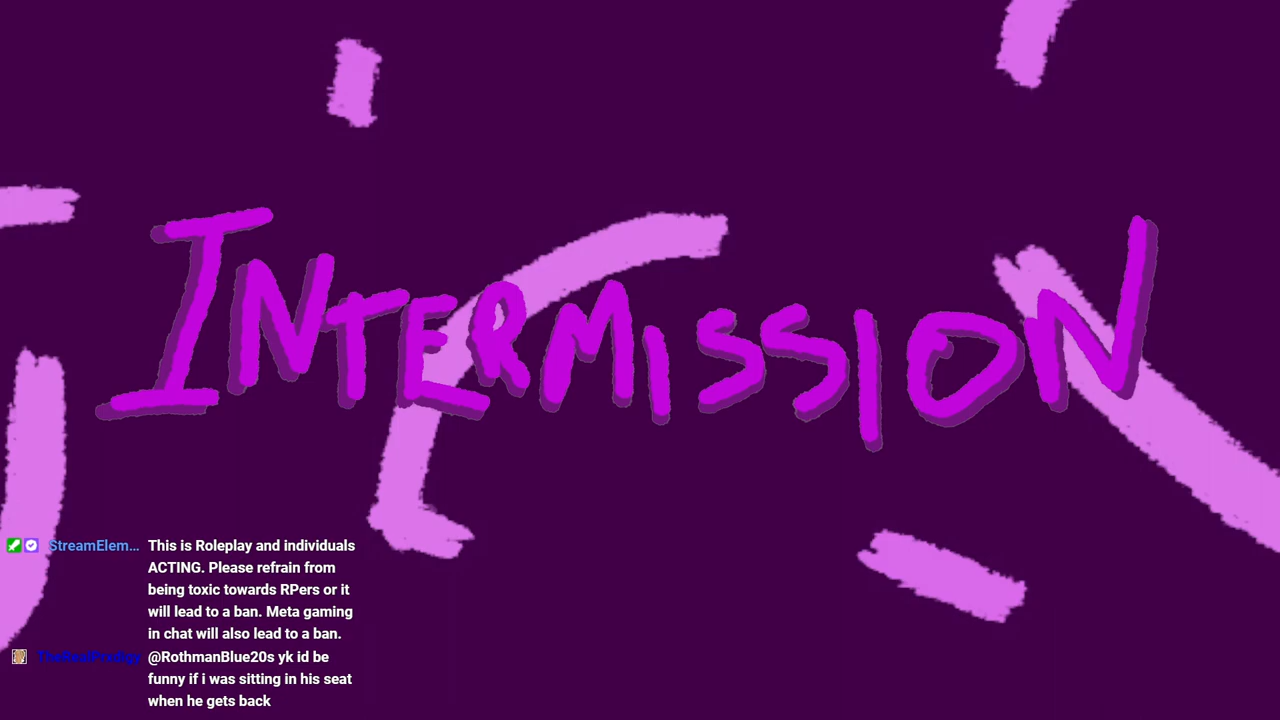 INTERMISSION
StreamElem... This is Roleplay and individuals
ACTING. Please refrain from
being toxic towards RPers or it
will lead to a ban. Meta gaming
in chat will also lead to a ban.
TheRealPradigy @RothmanBlue20s yk id be
funny if i was sitting in his seat
when he gets back